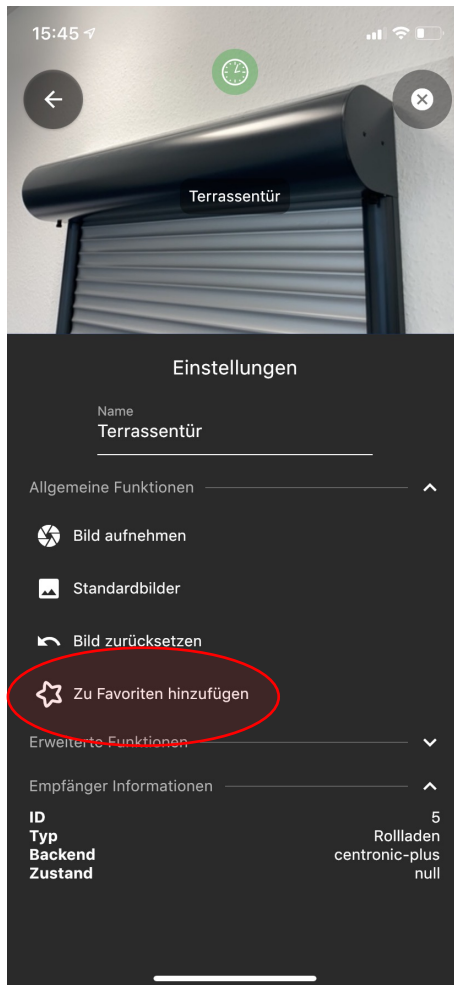 15:45
Terrassentür
Einstellungen
Name
Terrassentür
Allgemeine Funktionen
Bild aufnehmen
Standardbilder
Bild zurücksetzen
Zu Favoriten hinzufügen
Erweiterte Funktionen
Empfänger Informationen
ID 5
Typ Rollladen
Backend centronic-plus
Zustand null